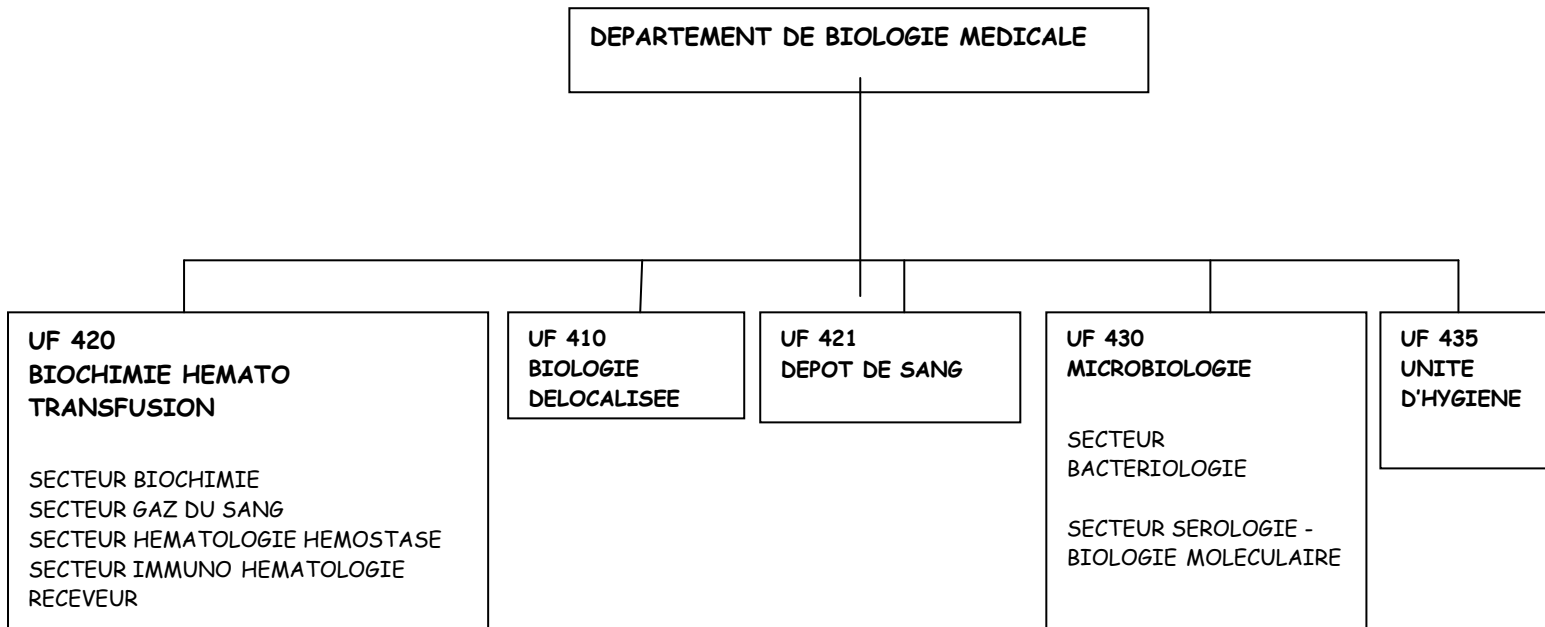 DEPARTEMENT DE BIOLOGIE MEDICALE
UF 420
BIOCHIMIE HEMATO
TRANSFUSION
SECTEUR BIOCHIMIE
SECTEUR GAZ DU SANG
SECTEUR HEMATOLOGIE HEMOSTASE
SECTEUR IMMUNO HEMATOLOGIE
RECEVEUR
UF 410
BIOLOGIE
DELOCALISEE
UF 421
DEPOT DE SANG
UF 430
MICROBIOLOGIE
SECTEUR
BACTERIOLOGIE
SECTEUR SEROLOGIE -
BIOLOGIE MOLECULAIRE
UF 435
UNITE
D'HYGIENE